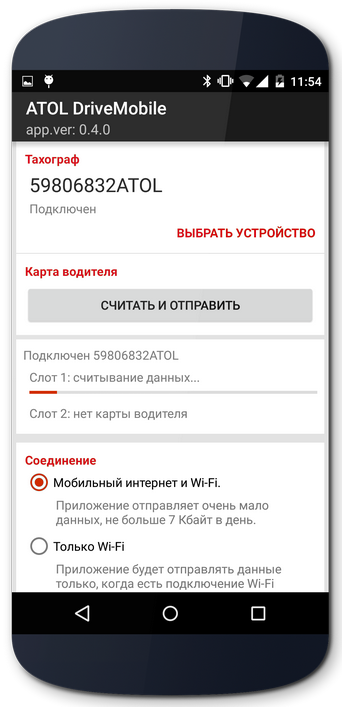 11:54
ATOL DriveMobile
app.ver: 0.4.0
Тахограф
59806832ATOL
Подключен
ВЫБРАТЬ УСТРОЙСТВО
Карта водителя
СЧИТАТЬ И ОТПРАВИТЬ
Подключен 59806832ATOL
Слот 1: считывание данных...
Слот 2: нет карты водителя
Соединение
Мобильный интернет и Wi-Fi.
Приложение отправляет очень мало
данных, не больше 7 Кбайт в день.
Только Wi-Fi
Приложение будет отправлять данные
только, когда есть подключение Wi-Fi